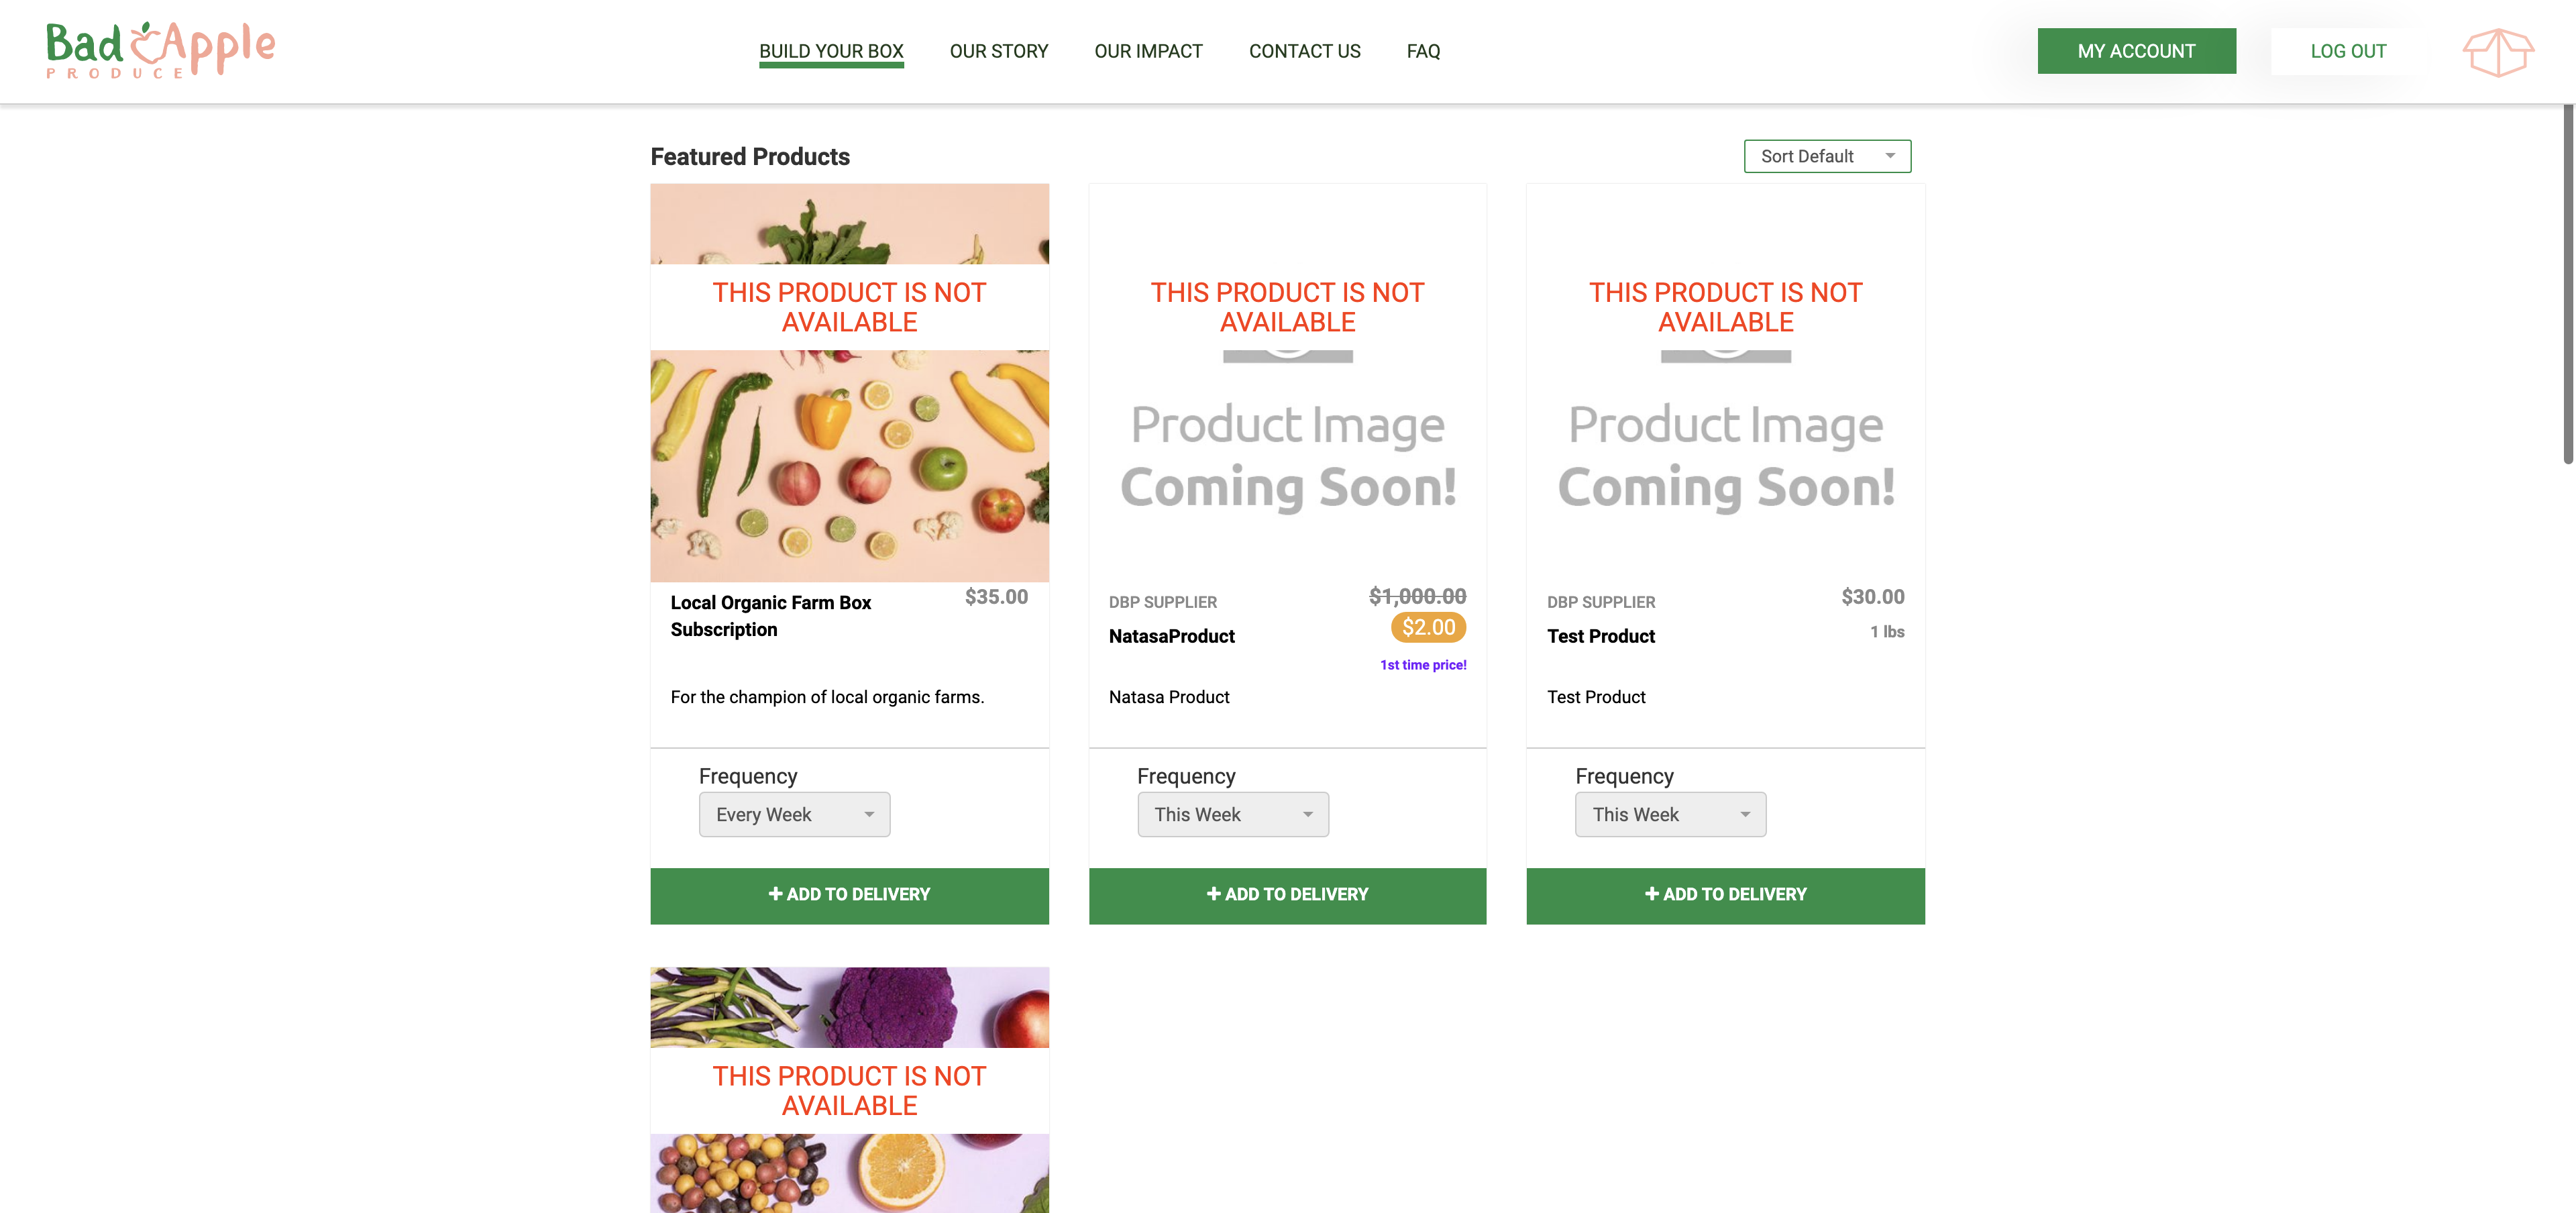 Bad Apple
PRODUCE
BUILD YOUR BOX
OUR STORY
OUR IMPACT
CONTACT US
FAQ
MY ACCOUNT
LOG OUT
Featured Products
Sort Default
THIS PRODUCT IS NOT
AVAILABLE
Local Organic Farm Box
Subscription
$35.00
For the champion of local organic farms.
Frequency
Every Week
+ ADD TO DELIVERY
THIS PRODUCT IS NOT
AVAILABLE
Product Image
Coming Soon!
DBP SUPPLIER
$1,000.00
NatasaProduct
$2.00
1st time price!
Natasa Product
Frequency
This Week
+ ADD TO DELIVERY
THIS PRODUCT IS NOT
AVAILABLE
Product Image
Coming Soon!
DBP SUPPLIER
$30.00
Test Product
1 lbs
Test Product
Frequency
This Week
+ ADD TO DELIVERY
THIS PRODUCT IS NOT
AVAILABLE